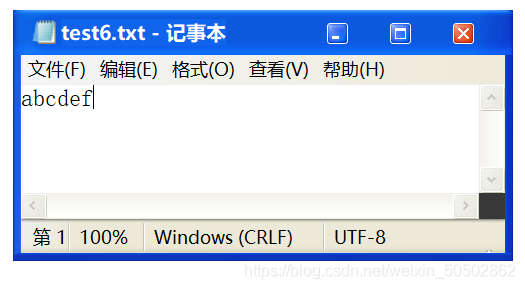 test6.txt - 记事本
文件(F) 编辑(E) 格式(O) 查看(V) 帮助(H)
abcdef
第 1 100% Windows (CRLF) UTF-8
https://blog.csdn.net/weixin_50502862